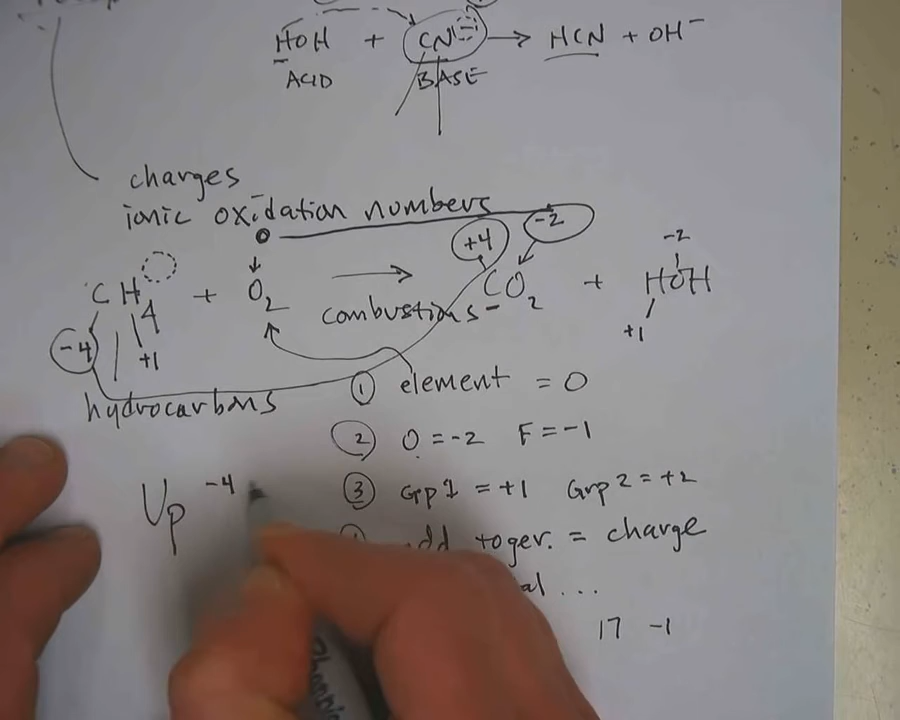 HOH + CN⁻ → HCN + OH⁻
ACID BASE
charges
ionic oxidation numbers
0 +4 -2 -2
CH4 + O2 → CO2 + HOH
combustions
-4 +1 +1
hydrocarbons
① element = 0
② O = -2 F = -1
③ Grp 1 = +1 Grp 2 = +2
Up -4
toger. = charge
...
17 -1